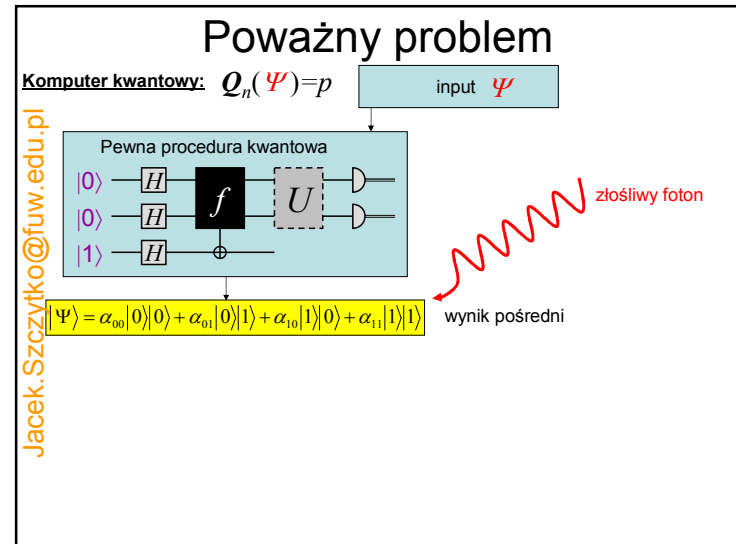 Poważny problem
Komputer kwantowy: Qn(Ψ)=p
input Ψ
Jacek.Szczytko@fuw.edu.pl
Pewna procedura kwantowa
|0⟩ H f U
|0⟩ H
|1⟩ H
złośliwy foton
|Ψ⟩ = α₀₀|0⟩|0⟩ + α₀₁|0⟩|1⟩ + α₁₀|1⟩|0⟩ + α₁₁|1⟩|1⟩
wynik pośredni